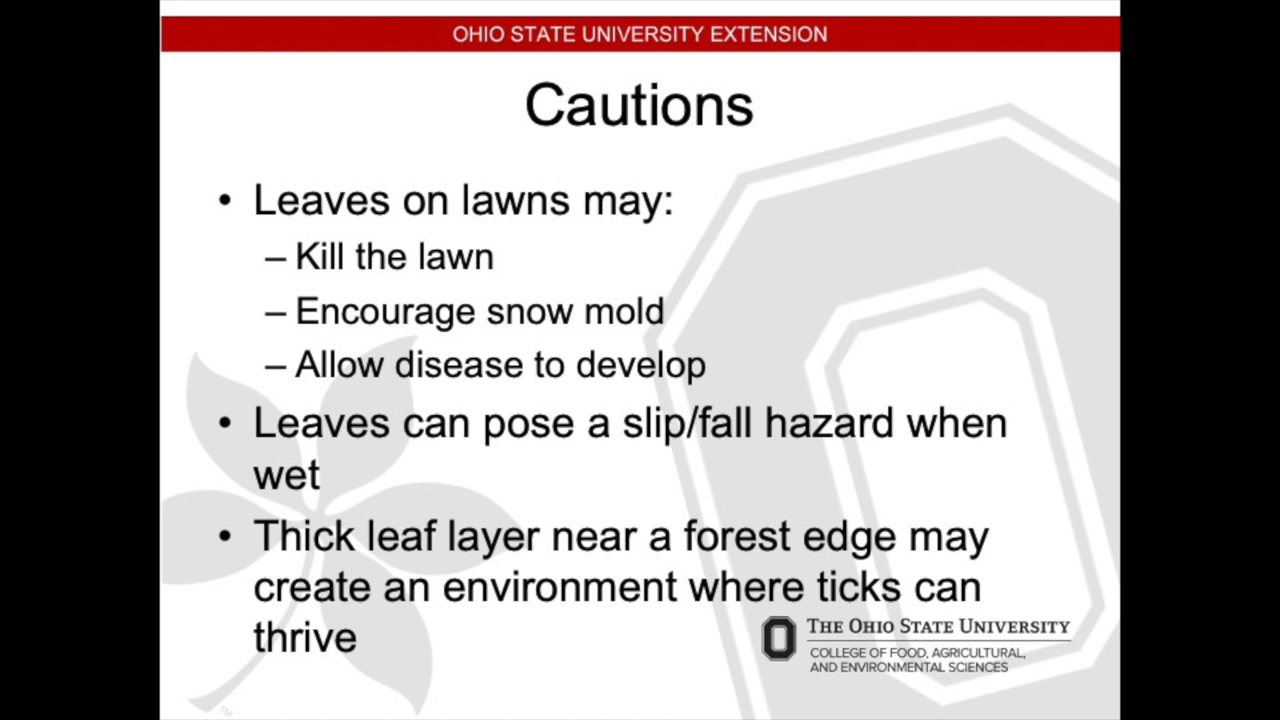 OHIO STATE UNIVERSITY EXTENSION
Cautions
• Leaves on lawns may:
– Kill the lawn
– Encourage snow mold
– Allow disease to develop
• Leaves can pose a slip/fall hazard when
wet
• Thick leaf layer near a forest edge may
create an environment where ticks can
thrive
THE OHIO STATE UNIVERSITY
COLLEGE OF FOOD, AGRICULTURAL,
AND ENVIRONMENTAL SCIENCES
TM